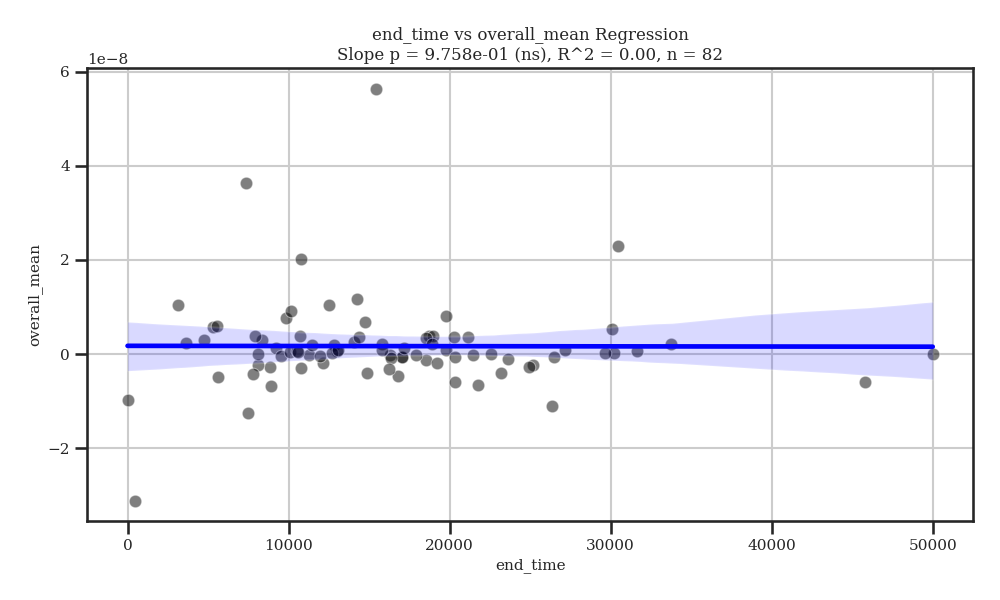 end_time vs overall_mean Regression
Slope p = 9.758e-01 (ns), R^2 = 0.00, n = 82
1e−8
6
4
2
0
−2
overall_mean
0 10000 20000 30000 40000 50000
end_time